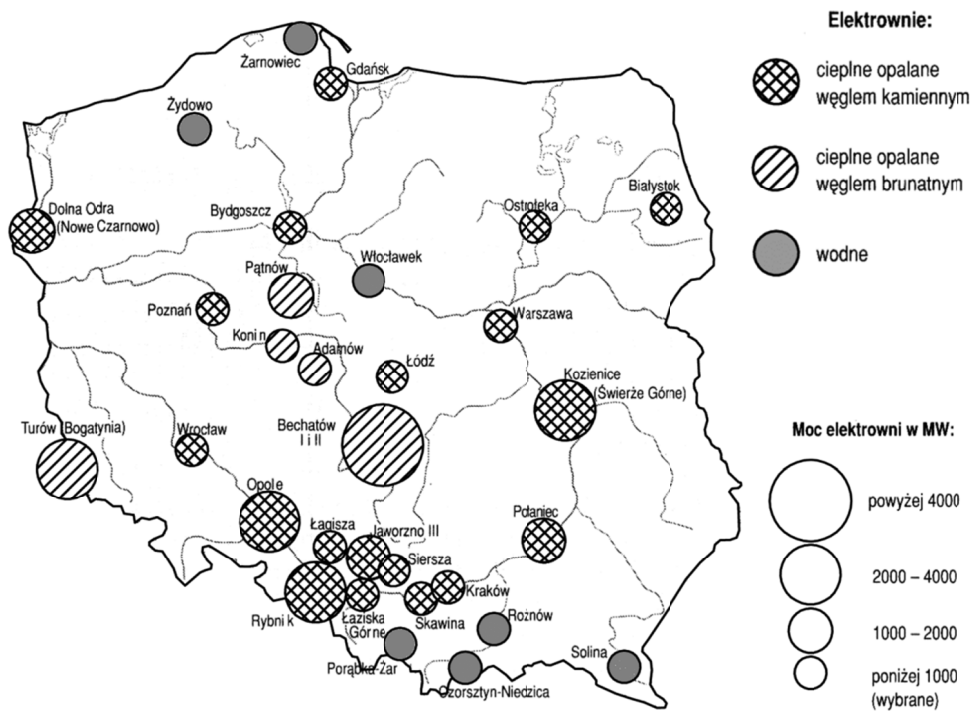 Elektrownie:
cieplne opalane
węglem kamiennym
cieplne opalane
węglem brunatnym
wodne
Żarnowiec
Gdańsk
Żydowo
Białystok
Dolna Odra
(Nowe Czarnowo)
Bydgoszcz
Ostrołęka
Włocławek
Pątnów
Poznań
Warszawa
Konin
Adamów
Łódź
Kozienice
(Świerże Górne)
Turów (Bogatynia)
Wrocław
Bechatów
I i II
Moc elektrowni w MW:
powyżej 4000
2000 – 4000
1000 – 2000
poniżej 1000
(wybrane)
Opole
Łagisza
Jaworzno III
Siersza
Połaniec
Kraków
Rybnik
Łaziska
Górne
Skawina
Rożnów
Porąbka-Żar
Czorsztyn-Niedzica
Solina